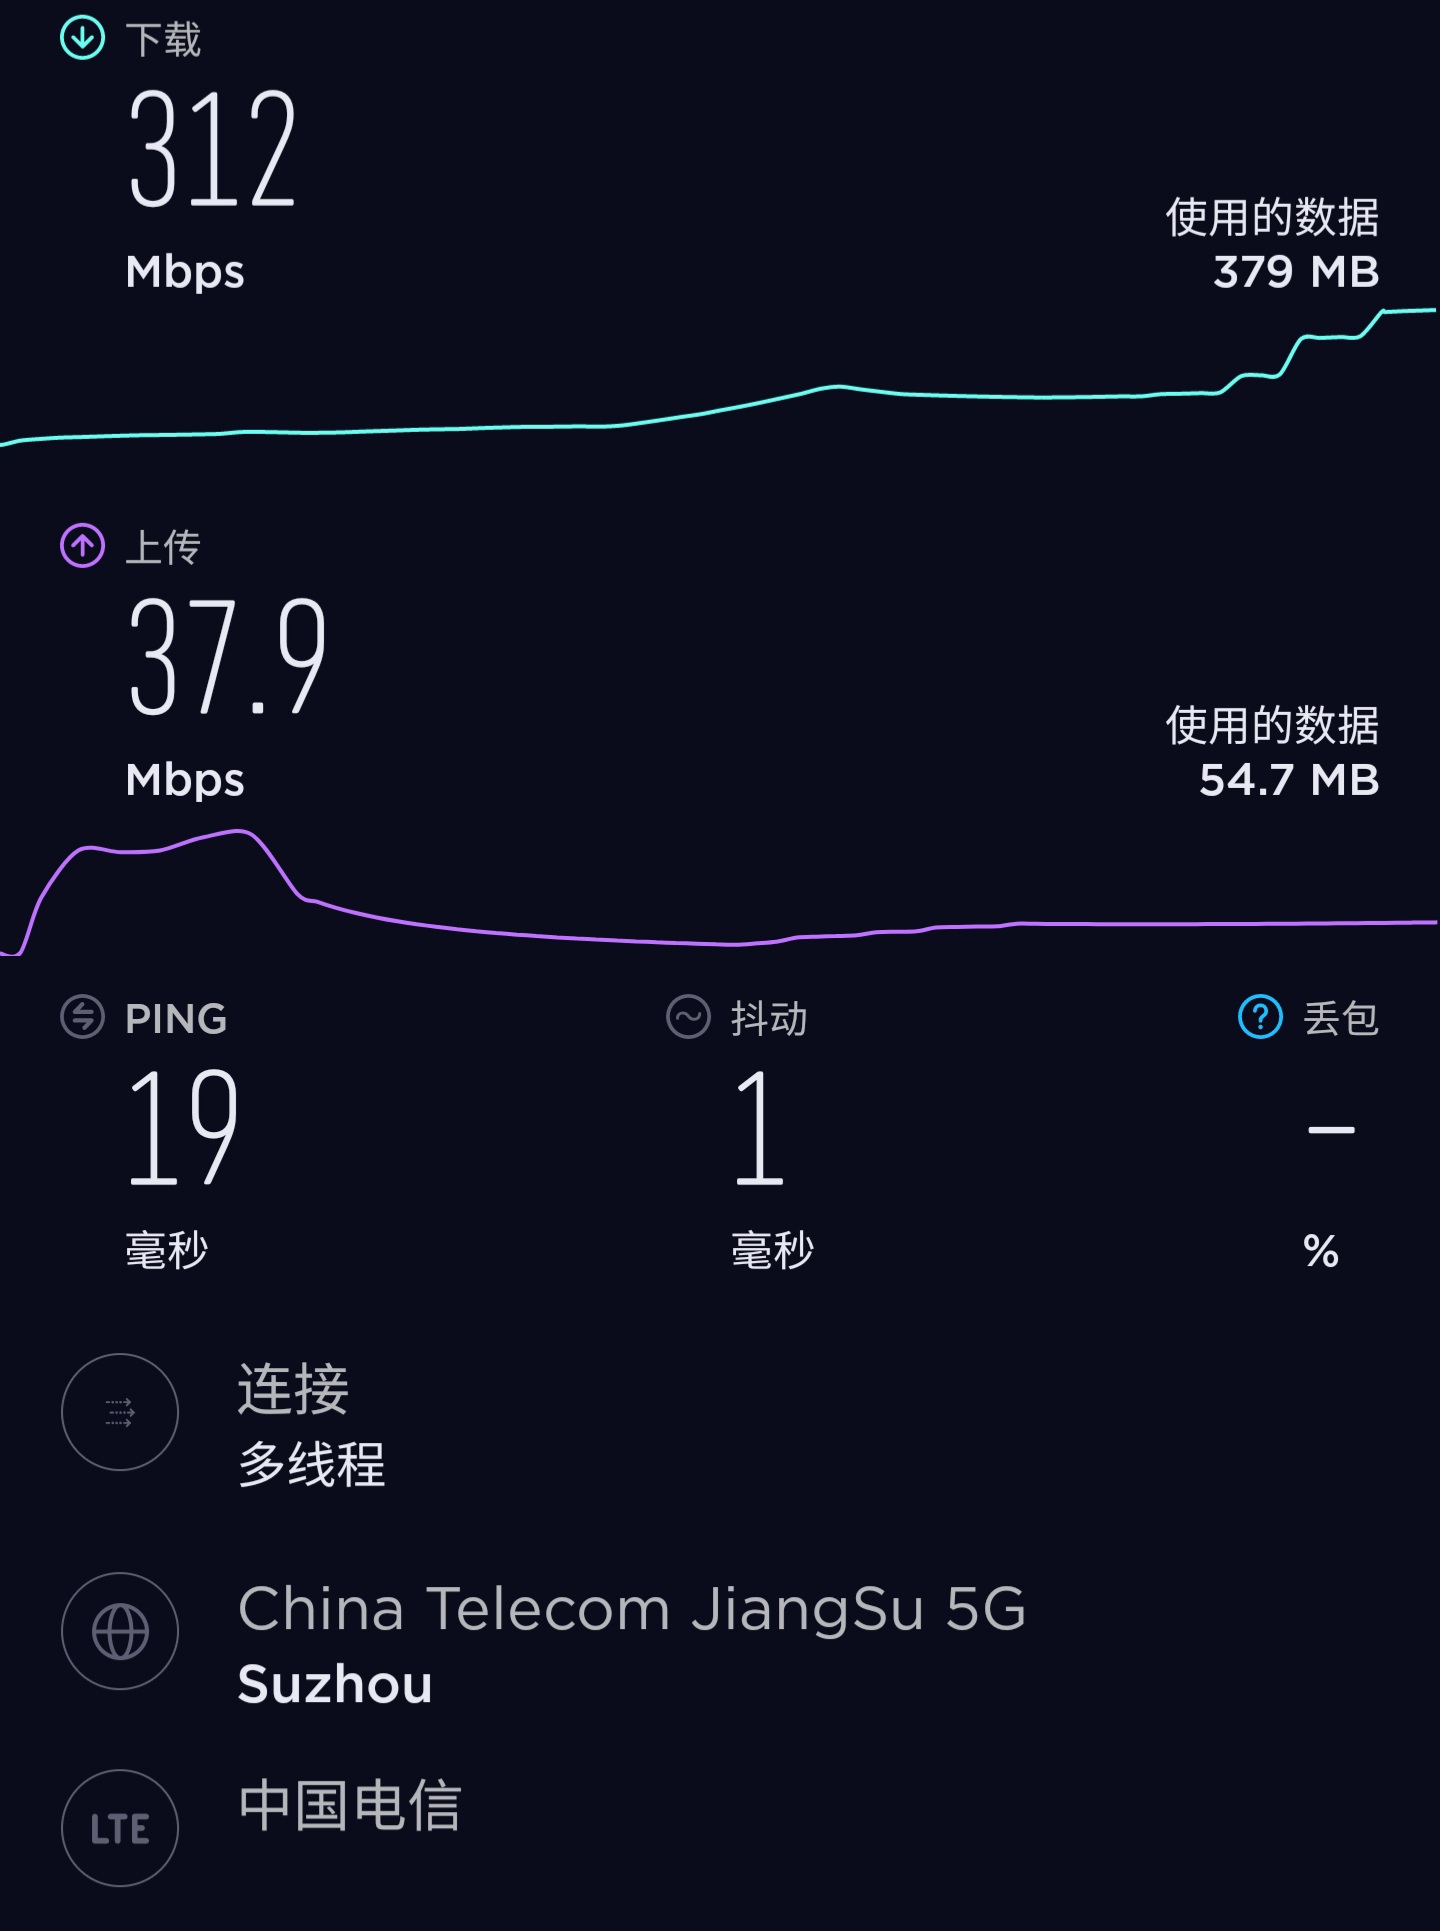 下载
312
Mbps
使用的数据
379 MB
上传
37.9
Mbps
使用的数据
54.7 MB
PING
19
毫秒
抖动
1
毫秒
丢包
–
%
连接
多线程
China Telecom JiangSu 5G
Suzhou
LTE
中国电信